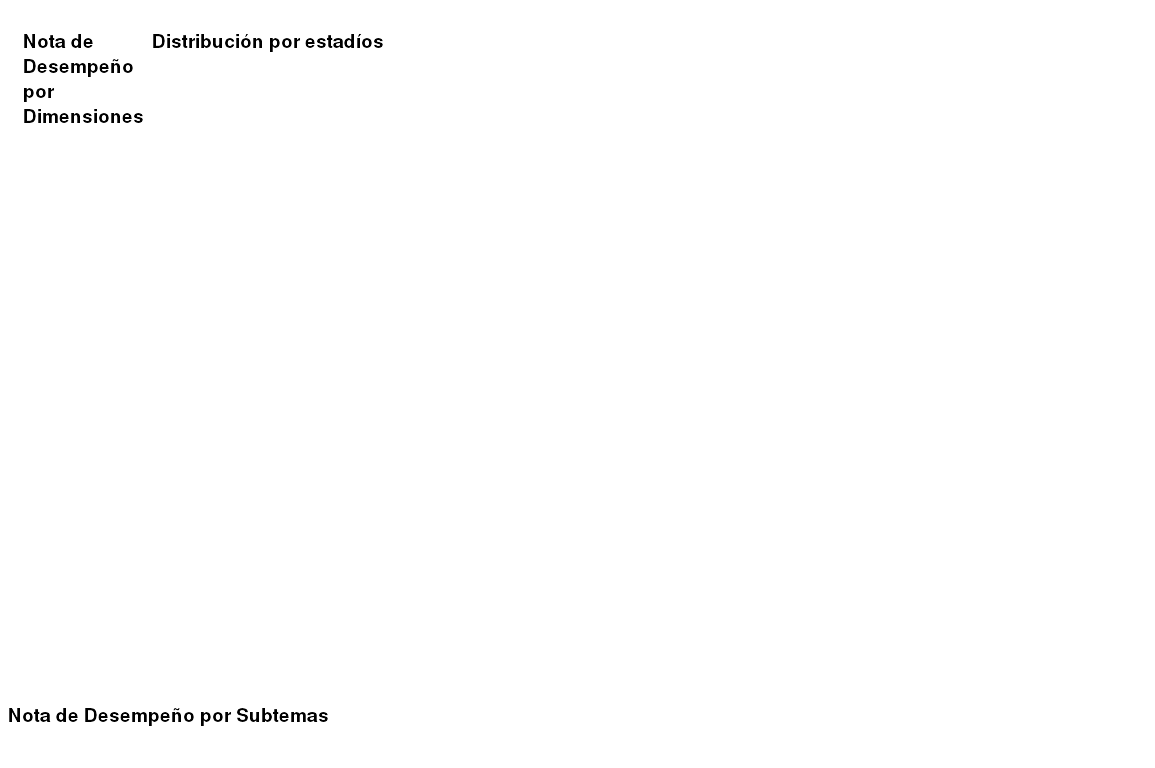 Nota de
Desempeño
por
Dimensiones
Distribución por estadíos
Nota de Desempeño por Subtemas